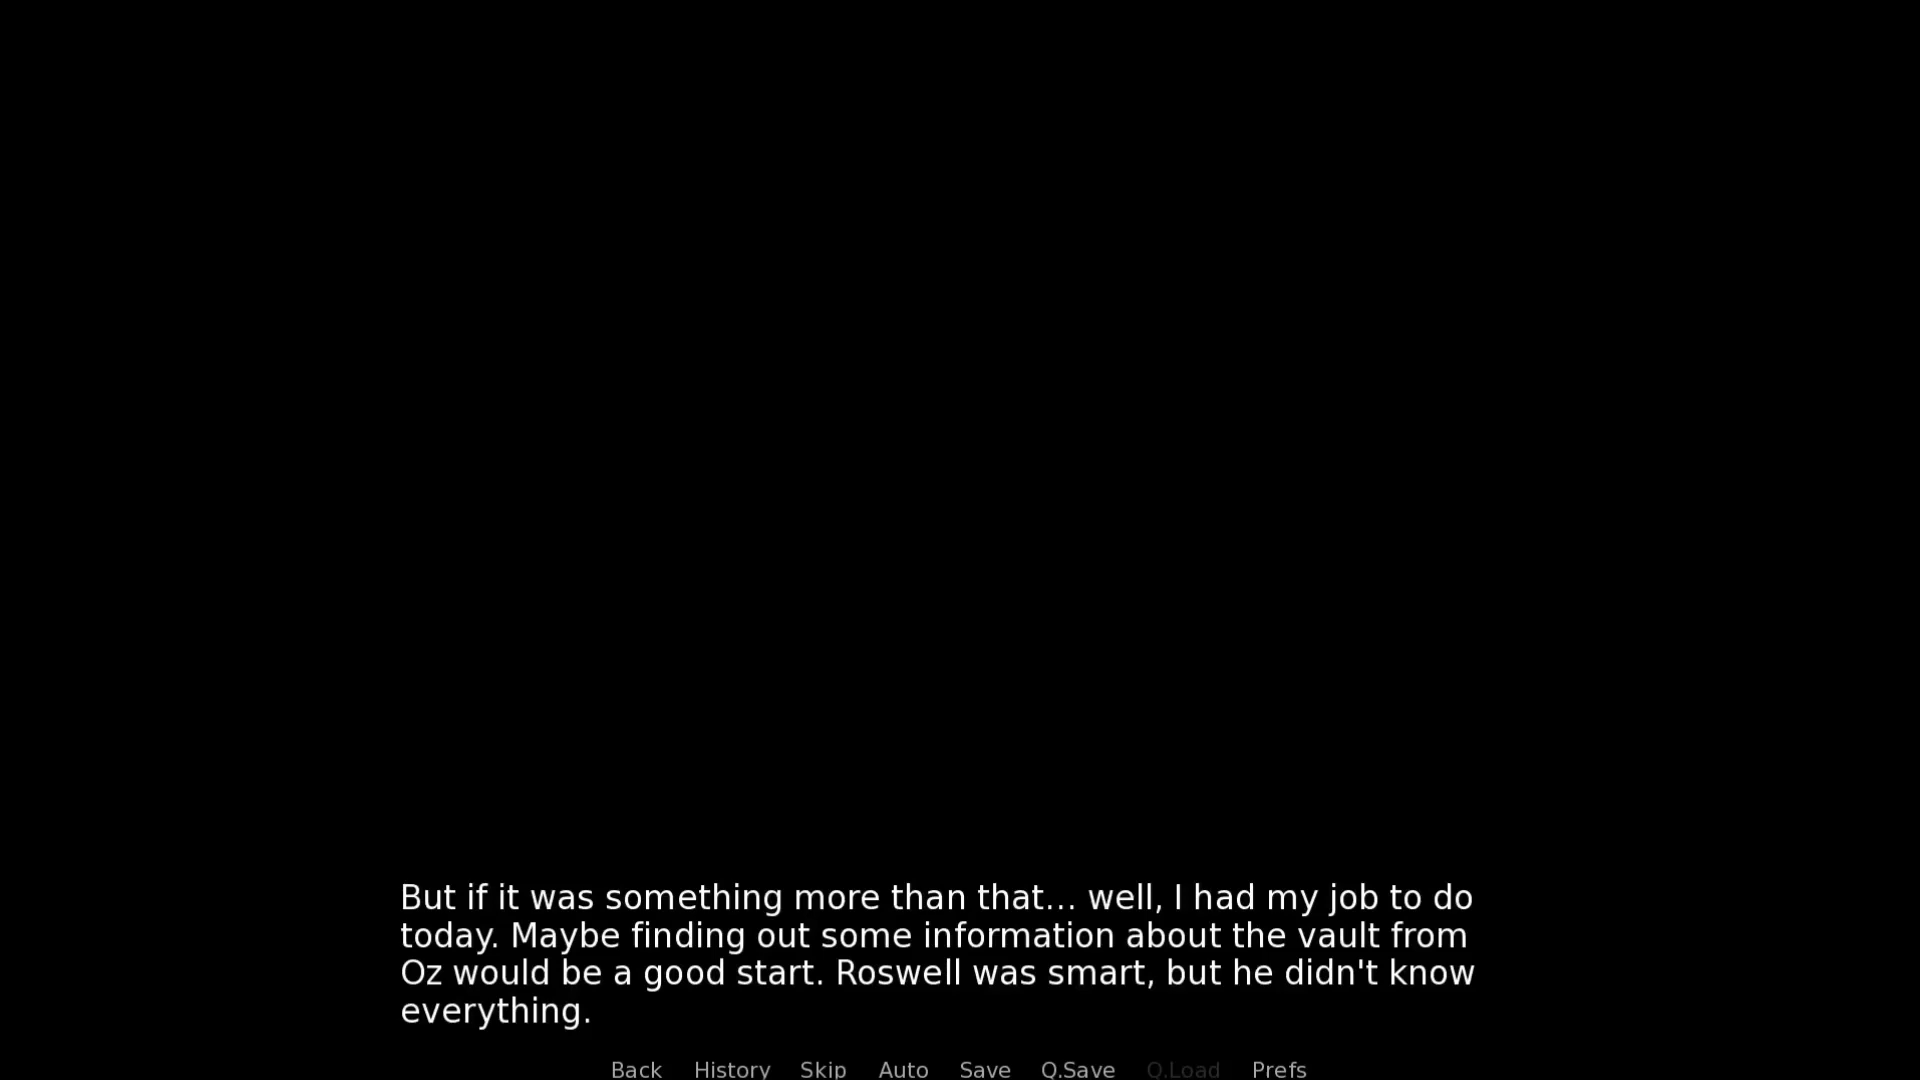 But if it was something more than that… well, I had my job to do
today. Maybe finding out some information about the vault from
Oz would be a good start. Roswell was smart, but he didn't know
everything.
Back History Skip Auto Save Q.Save Q.Load Prefs